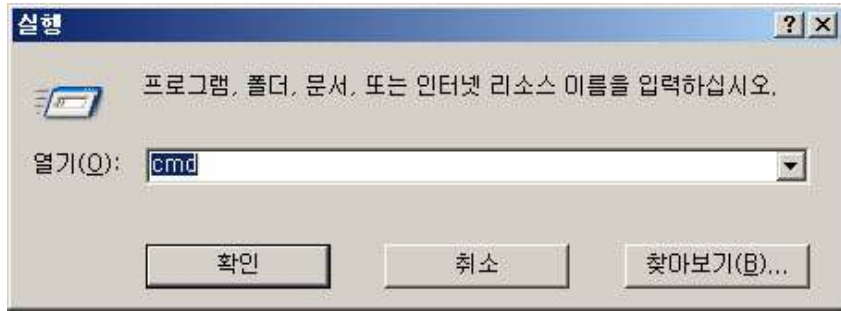 실행
프로그램, 폴더, 문서, 또는 인터넷 리소스 이름을 입력하십시오.
열기(O): cmd
확인 취소 찾아보기(B)...